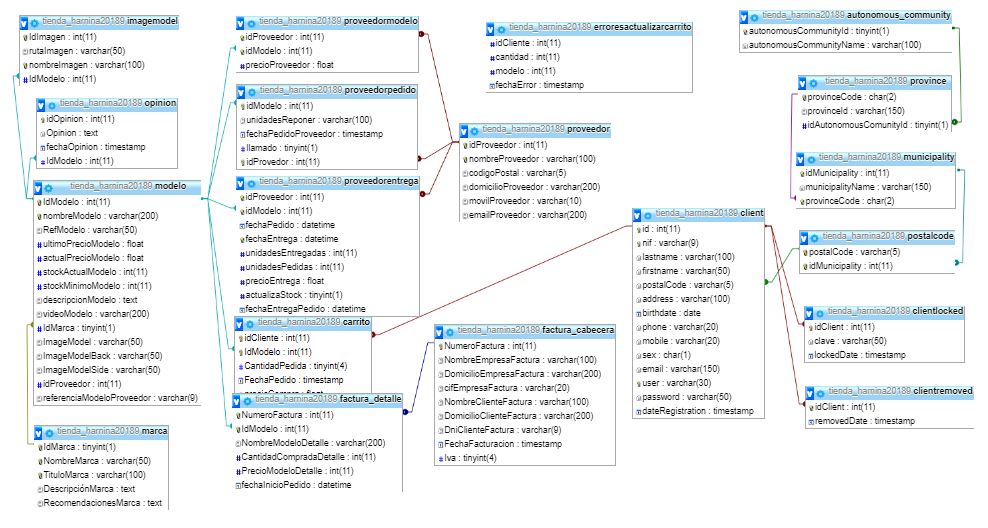 tienda_harnina20189 imagemodel
IdImagen : int(11)
rutaImagen : varchar(50)
nombreImagen : varchar(100)
IdModelo : int(11)
tienda_harnina20189 opinion
idOpinion : int(11)
Opinion : text
fechaOpinion : timestamp
IdModelo : int(11)
tienda_harnina20189 modelo
IdModelo : int(11)
nombreModelo : varchar(200)
RefModelo : varchar(50)
ultimoPrecioModelo : float
actualPrecioModelo : float
stockActualModelo : int(11)
stockMinimoModelo : int(11)
descripcionModelo : text
videoModelo : varchar(200)
IdMarca : tinyint(1)
ImageModel : varchar(50)
ImageModelBack : varchar(50)
ImageModelSide : varchar(50)
idProveedor : int(11)
referenciaModeloProveedor : varchar(9)
tienda_harnina20189 marca
IdMarca : tinyint(1)
NombreMarca : varchar(50)
TituloMarca : varchar(100)
DescripciónMarca : text
RecomendacionesMarca : text
tienda_harnina20189 proveedormodelo
idProveedor : int(11)
idModelo : int(11)
precioProveedor : float
tienda_harnina20189 proveedorpedido
idModelo : int(11)
unidadesReponer : varchar(100)
fechaPedidoProveedor : timestamp
llamado : tinyint(1)
idProvedor : int(11)
tienda_harnina20189 proveedorentrega
idProveedor : int(11)
idModelo : int(11)
fechaPedido : datetime
fechaEntrega : datetime
unidadesEntregadas : int(11)
unidadesPedidas : int(11)
precioEntrega : float
actualizaStock : tinyint(1)
fechaEntregaPedido : datetime
tienda_harnina20189 carrito
idCliente : int(11)
IdModelo : int(11)
CantidadPedida : tinyint(4)
FechaPedido : timestamp
tienda_harnina20189 factura_detalle
NumeroFactura : int(11)
IdModelo : int(11)
NombreModeloDetalle : varchar(200)
CantidadCompradaDetalle : int(11)
PrecioModeloDetalle : int(11)
fechaInicioPedido : datetime
tienda_harnina20189 erroresactualizarcarrito
idCliente : int(11)
cantidad : int(11)
modelo : int(11)
fechaError : timestamp
tienda_harnina20189 proveedor
idProveedor : int(11)
nombreProveedor : varchar(100)
codigoPostal : varchar(5)
domicilioProveedor : varchar(200)
movilProveedor : varchar(10)
emailProveedor : varchar(200)
tienda_harnina20189 factura_cabecera
NumeroFactura : int(11)
NombreEmpresaFactura : varchar(100)
DomicilioEmpresaFactura : varchar(200)
cifEmpresaFactura : varchar(20)
NombreClienteFactura : varchar(100)
DomicilioClienteFactura : varchar(200)
DniClienteFactura : varchar(9)
FechaFacturacion : timestamp
Iva : tinyint(4)
tienda_harnina20189 client
id : int(11)
nif : varchar(9)
lastname : varchar(100)
firstname : varchar(50)
postalCode : varchar(5)
address : varchar(100)
birthdate : date
phone : varchar(20)
mobile : varchar(20)
sex : char(1)
email : varchar(150)
user : varchar(30)
password : varchar(50)
dateRegistration : timestamp
tienda_harnina20189 autonomous_community
autonomousCommunityId : tinyint(1)
autonomousCommunityName : varchar(100)
tienda_harnina20189 province
provinceCode : char(2)
provinceId : varchar(150)
idAutonomousComunityId : tinyint(1)
tienda_harnina20189 municipality
idMunicipality : int(11)
municipalityName : varchar(150)
provinceCode : char(2)
tienda_harnina20189 postalcode
postalCode : varchar(5)
idMunicipality : int(11)
tienda_harnina20189 clientlocked
idClient : int(11)
clave : varchar(50)
lockedDate : timestamp
tienda_harnina20189 clientremoved
idClient : int(11)
removedDate : timestamp